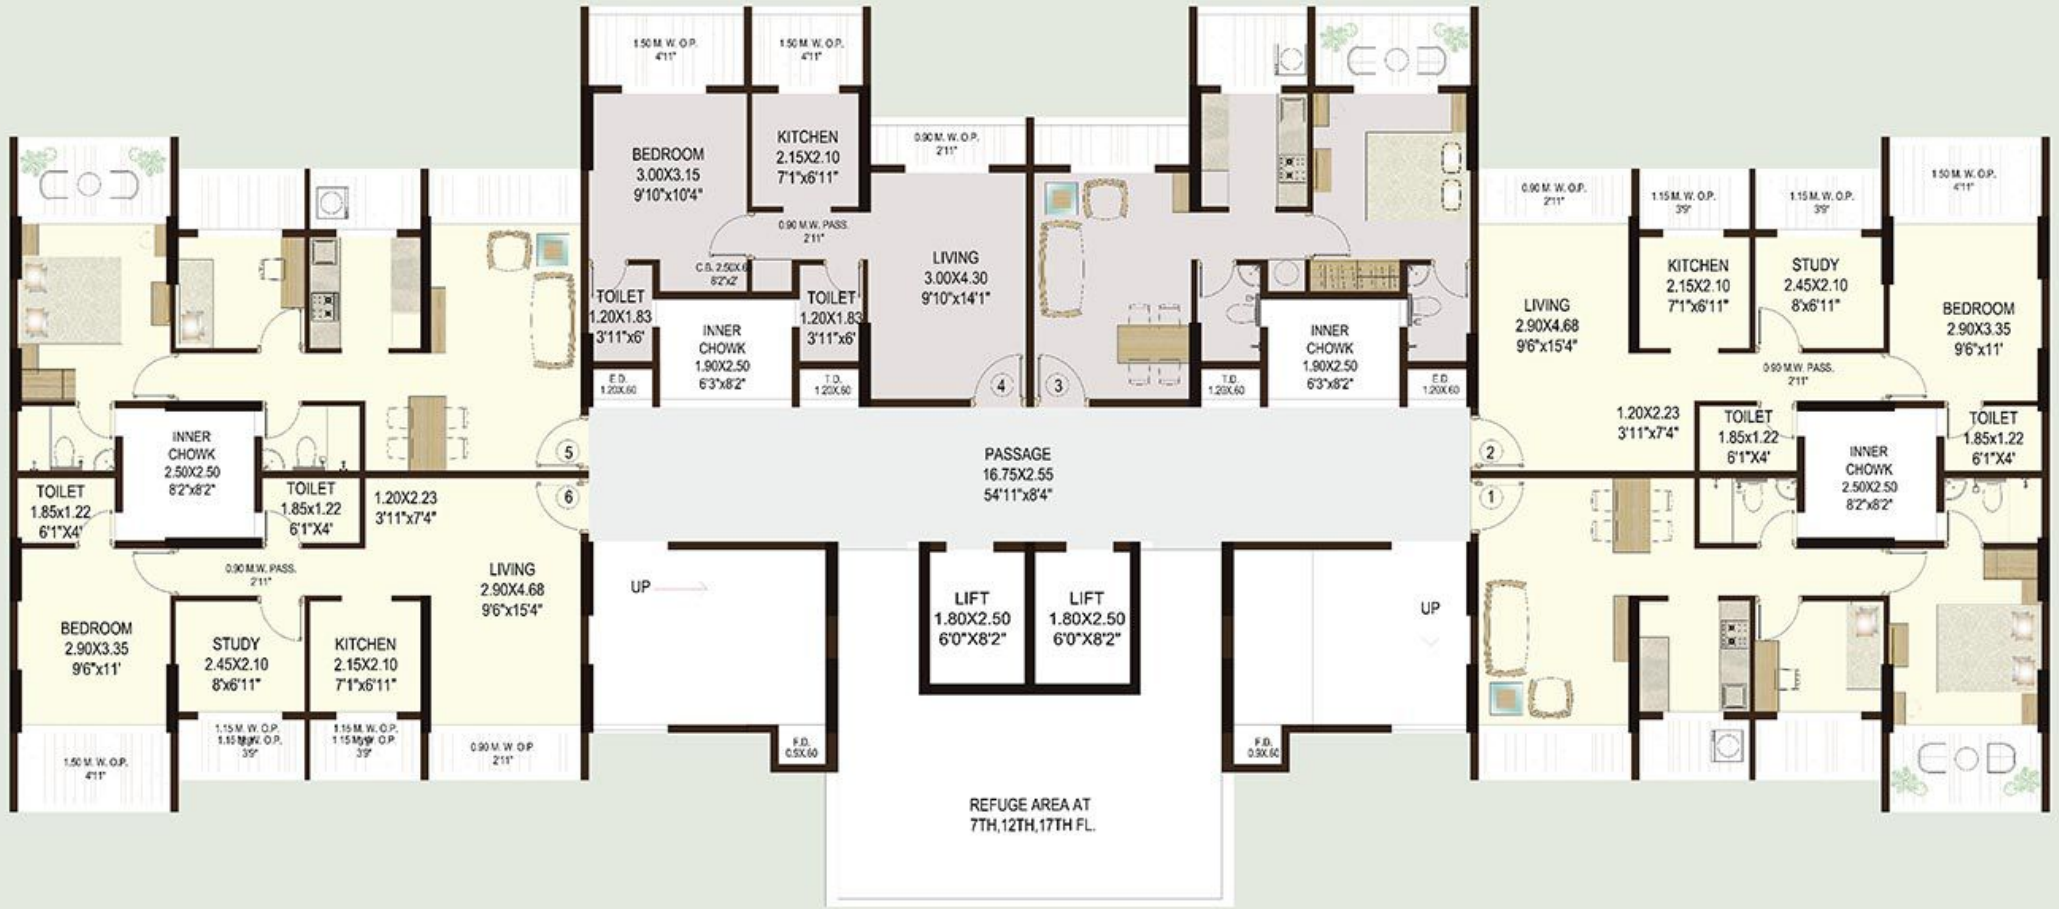 1.50 M. W. O.P.
4'11"
1.50 M. W. O.P.
4'11"
BEDROOM
3.00X3.15
9'10"x10'4"
KITCHEN
2.15X2.10
7'1"x6'11"
0.90 M. W. O.P.
2'11"
0.90 M.W. PASS.
2'11"
LIVING
3.00X4.30
9'10"x14'1"
TOILET
1.20X1.83
3'11"x6'
TOILET
1.20X1.83
3'11"x6'
INNER
CHOWK
1.90X2.50
6'3"x8'2"
E.D.
1.20X.60
T.D.
1.20X.60
4
3
INNER
CHOWK
1.90X2.50
6'3"x8'2"
T.D.
1.20X.60
E.D.
1.20X.60
0.90 M. W. O.P.
2'11"
1.15 M. W. O.P.
3'9"
1.15 M. W. O.P.
3'9"
1.50 M. W. O.P.
4'11"
LIVING
2.90X4.68
9'6"x15'4"
KITCHEN
2.15X2.10
7'1"x6'11"
STUDY
2.45X2.10
8'x6'11"
BEDROOM
2.90X3.35
9'6"x11'
0.90 M.W. PASS.
2'11"
1.20X2.23
3'11"x7'4"
TOILET
1.85x1.22
6'1"X4'
INNER
CHOWK
2.50X2.50
8'2"x8'2"
TOILET
1.85x1.22
6'1"X4'
2
1
INNER
CHOWK
2.50X2.50
8'2"x8'2"
5
6
PASSAGE
16.75X2.55
54'11"x8'4"
TOILET
1.85x1.22
6'1"X4'
TOILET
1.85x1.22
6'1"X4'
1.20X2.23
3'11"x7'4"
0.90 M.W. PASS.
2'11"
LIVING
2.90X4.68
9'6"x15'4"
BEDROOM
2.90X3.35
9'6"x11'
STUDY
2.45X2.10
8'x6'11"
KITCHEN
2.15X2.10
7'1"x6'11"
1.50 M. W. O.P.
4'11"
1.15 M. W. O.P.
3'9"
1.15 M. W. O.P.
3'9"
0.90 M. W. O.P
2'11"
UP
LIFT
1.80X2.50
6'0"X8'2"
LIFT
1.80X2.50
6'0"X8'2"
UP
REFUGE AREA AT
7TH,12TH,17TH FL.